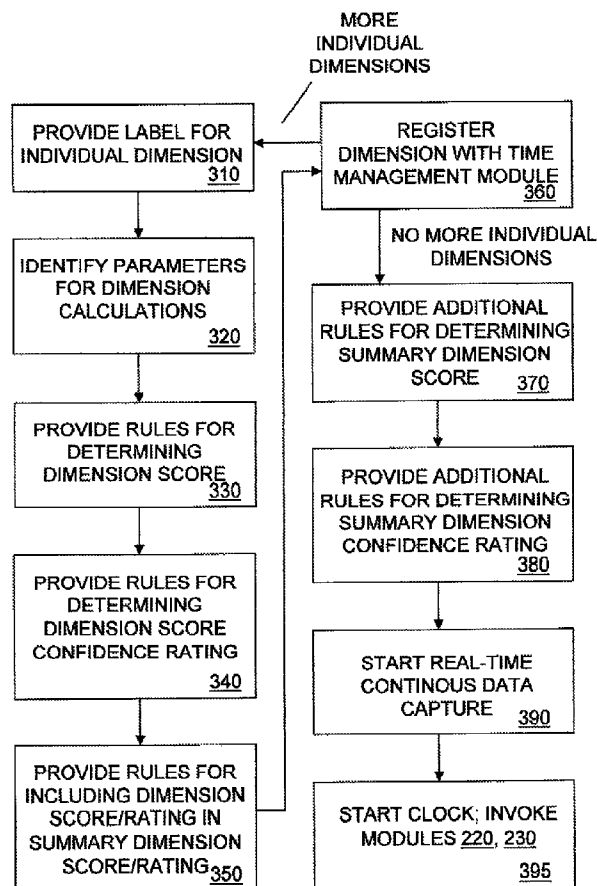 MORE
INDIVIDUAL
DIMENSIONS
PROVIDE LABEL FOR
INDIVIDUAL DIMENSION
310
IDENTIFY PARAMETERS
FOR DIMENSION
CALCULATIONS
320
PROVIDE RULES FOR
DETERMINING
DIMENSION SCORE
330
PROVIDE RULES FOR
DETERMINING
DIMENSION SCORE
CONFIDENCE RATING
340
PROVIDE RULES FOR
INCLUDING DIMENSION
SCORE/RATING IN
SUMMARY DIMENSION
SCORE/RATING
350
REGISTER
DIMENSION WITH TIME
MANAGEMENT MODULE
360
NO MORE INDIVIDUAL
DIMENSIONS
PROVIDE ADDITIONAL
RULES FOR DETERMINING
SUMMARY DIMENSION
SCORE
370
PROVIDE ADDITIONAL
RULES FOR DETERMINING
SUMMARY DIMENSION
CONFIDENCE RATING
380
START REAL-TIME
CONTINOUS DATA
CAPTURE
390
START CLOCK; INVOKE
MODULES 220, 230
395